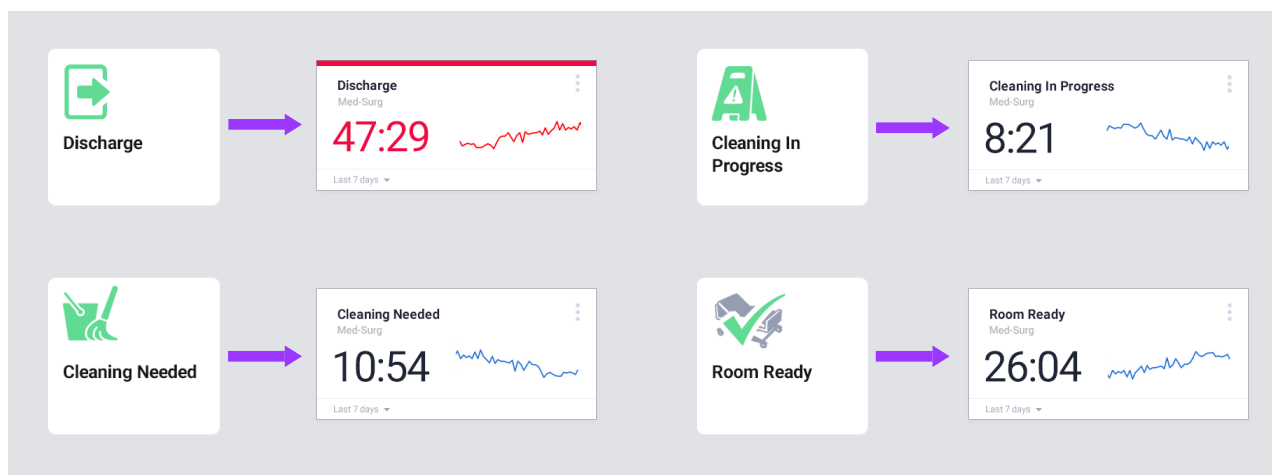 Discharge
Discharge
Med-Surg
47:29
Last 7 days
Cleaning In
Progress
Cleaning In Progress
Med-Surg
8:21
Last 7 days
Cleaning Needed
Cleaning Needed
Med-Surg
10:54
Last 7 days
Room Ready
Room Ready
Med-Surg
26:04
Last 7 days